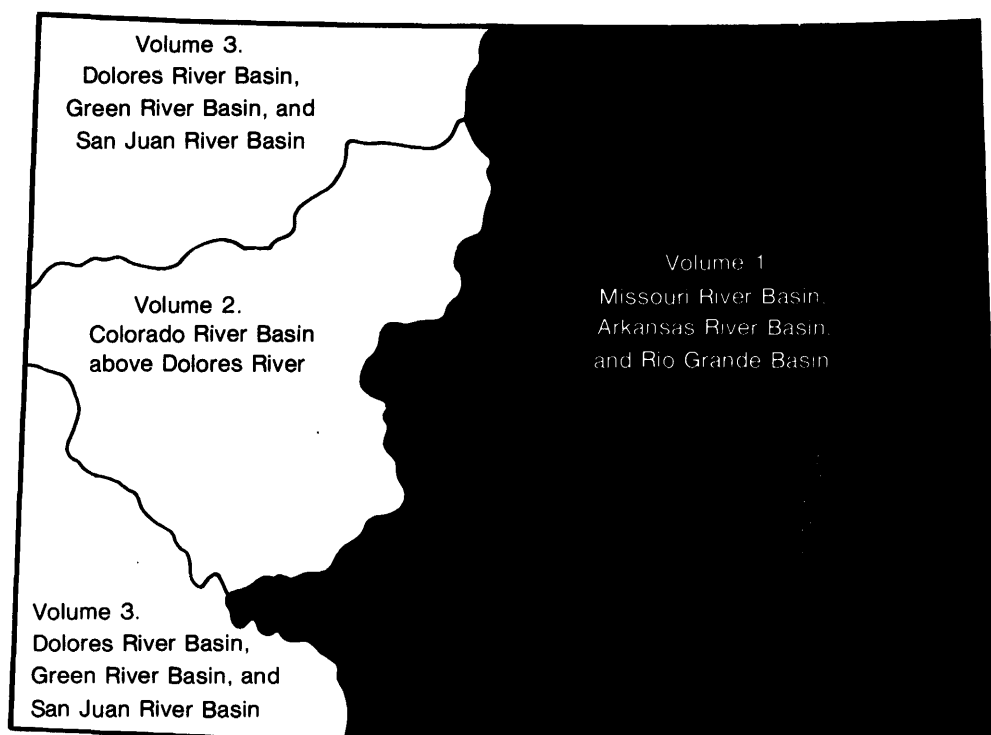 Volume 3.
Dolores River Basin,
Green River Basin, and
San Juan River Basin
Volume 1
Missouri River Basin,
Arkansas River Basin,
and Rio Grande Basin
Volume 2.
Colorado River Basin
above Dolores River
Volume 3.
Dolores River Basin,
Green River Basin, and
San Juan River Basin